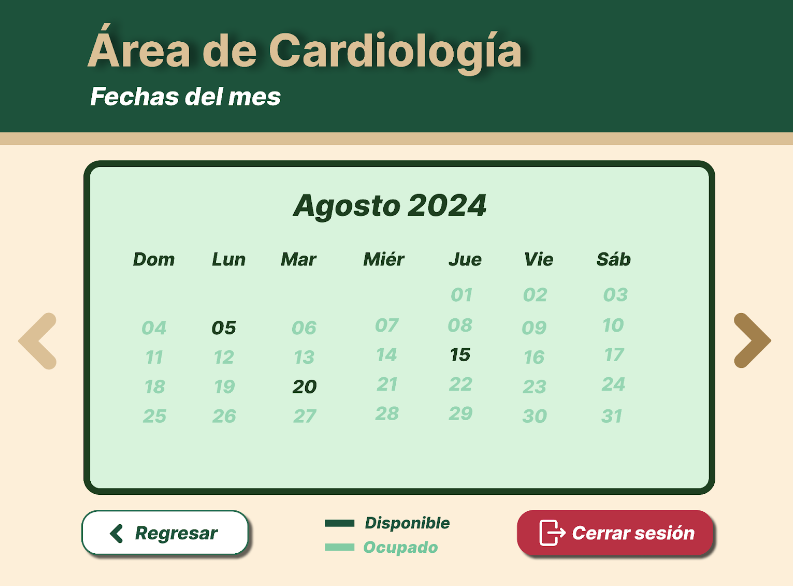 Área de Cardiología
Fechas del mes
Agosto 2024
Dom Lun Mar Miér Jue Vie Sáb
01 02 03
04 05 06 07 08 09 10
11 12 13 14 15 16 17
18 19 20 21 22 23 24
25 26 27 28 29 30 31
Regresar
Disponible
Ocupado
Cerrar sesión